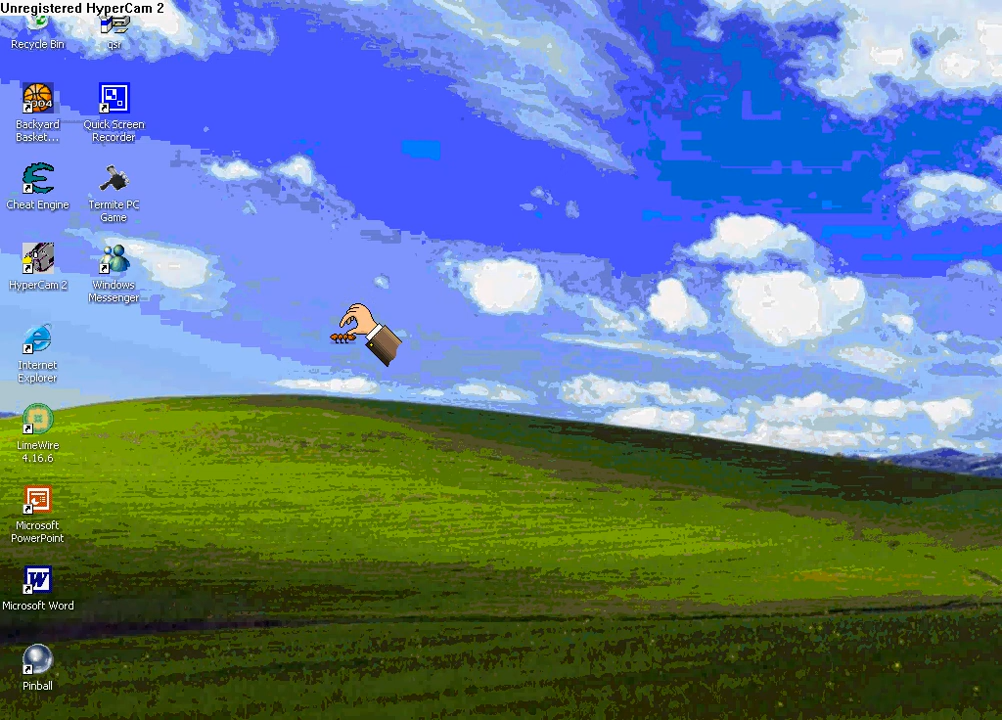 Unregistered HyperCam 2
Recycle Bin
qsr
Backyard
Basket...
2004
Quick Screen
Recorder
Cheat Engine
Termite PC
Game
HyperCam 2
Windows
Messenger
Internet
Explorer
LimeWire
4.16.6
Microsoft
PowerPoint
W
Microsoft Word
Pinball